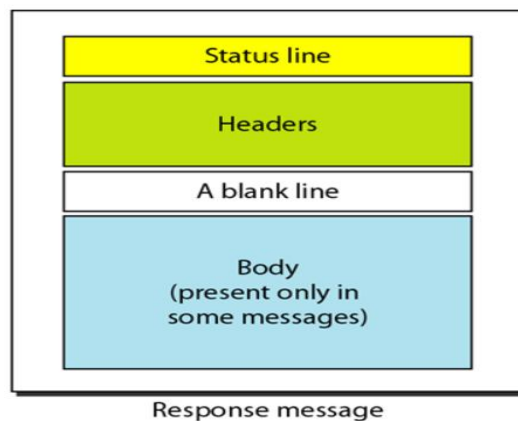 Status line
Headers
A blank line
Body
(present only in
some messages)
Response message